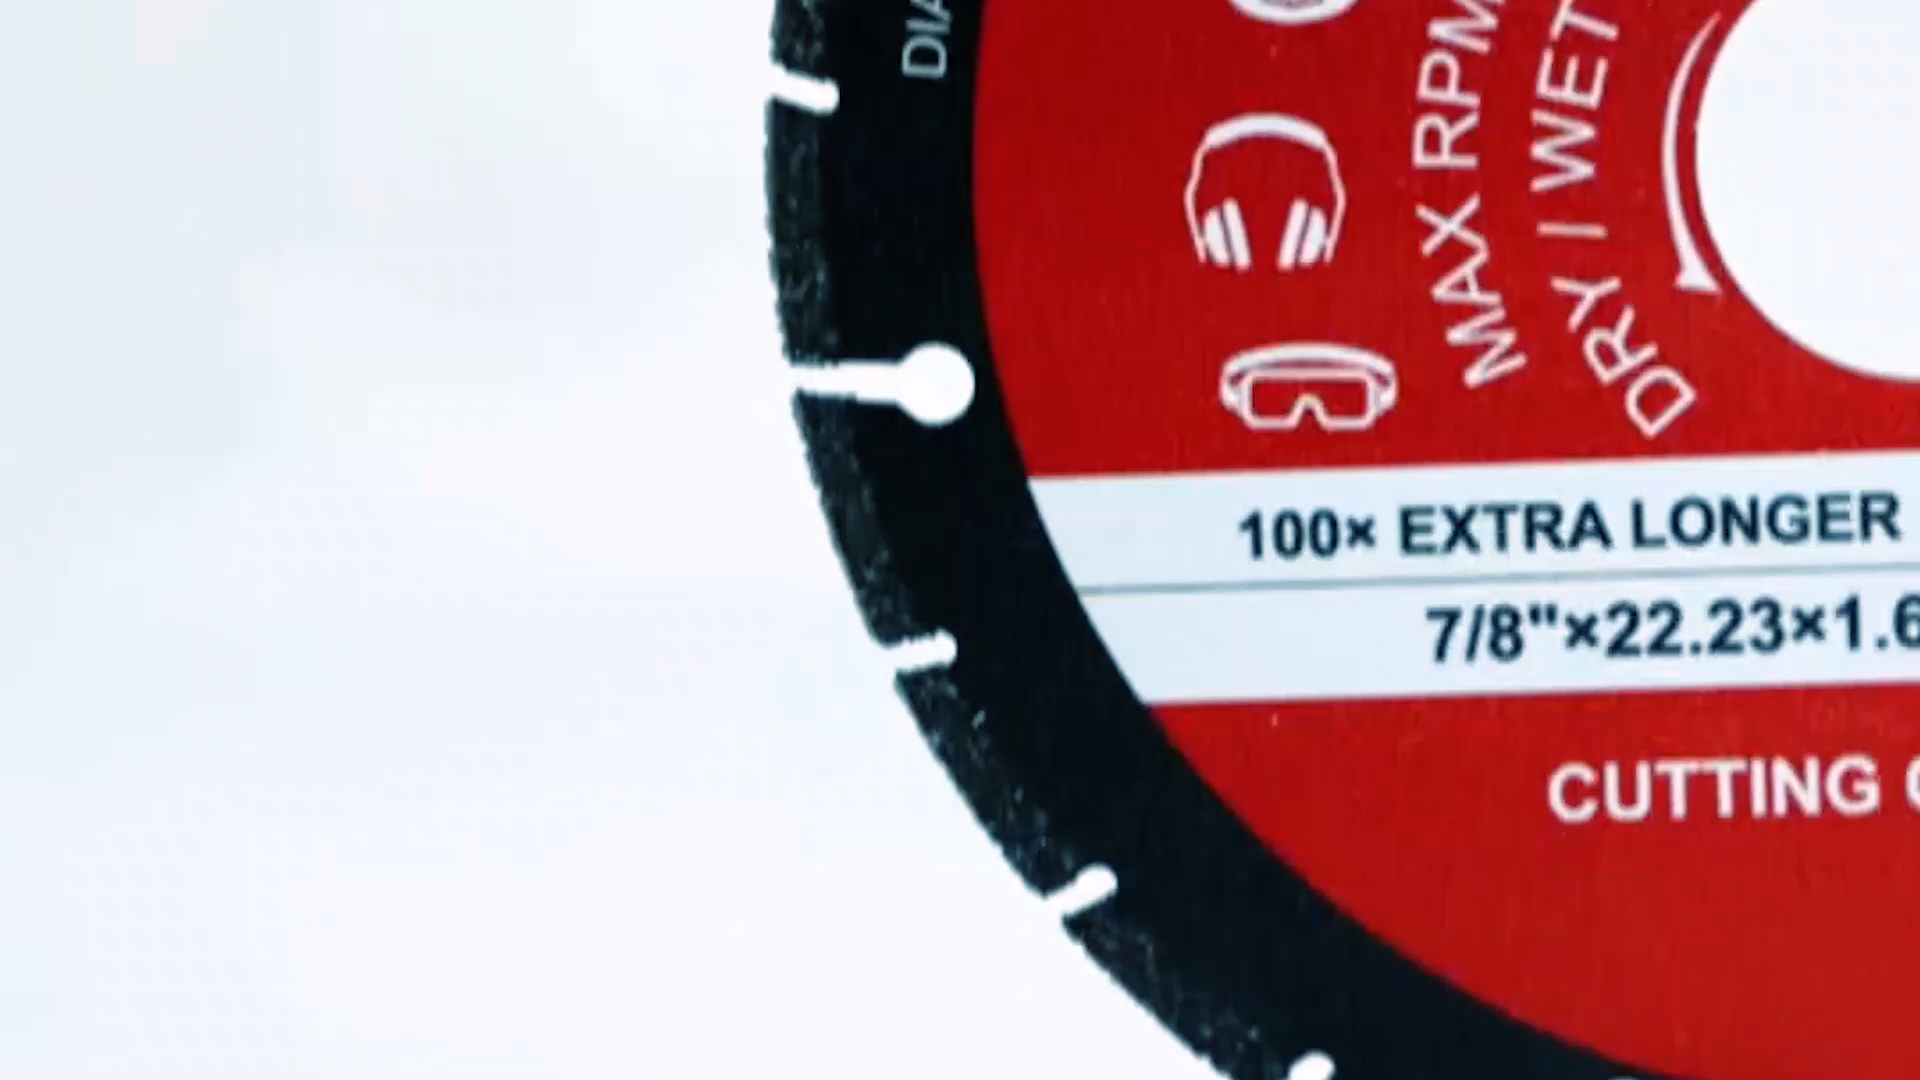 MAX RPM
DRY | WET
100× EXTRA LONGER
7/8"×22.23×1.6
CUTTING